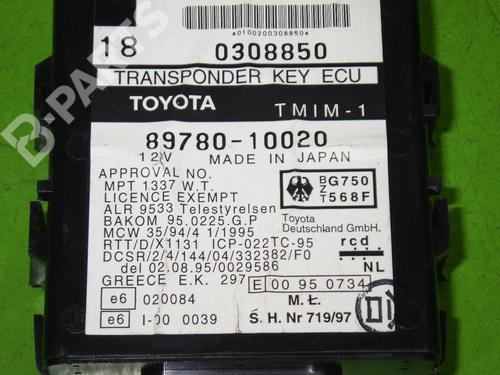 *0100200308850*
18 0308850
TRANSPONDER KEY ECU
TOYOTA TMIM-1
89780-10020
12V MADE IN JAPAN
APPROVAL NO.
MPT 1337 W.T.
LICENCE EXEMPT
ALR 9533 Telestyrelsen
BAKOM 95.0225.G.P
MCW 35/94/4 1/1995
RTT/D/X1131 ICP-022TC-95
DCSR/2/4/144/04/332382/F0
del 02.08.95/0029586
GREECE E.K. 297
e6 020084
e6 I-00 0039
BG750
Z
T568F
Toyota
Deutschland GmbH.
rcd
NL
E 00 95 0734
M.Ł.
Ś.H. Nr 719/97
B-PARTS